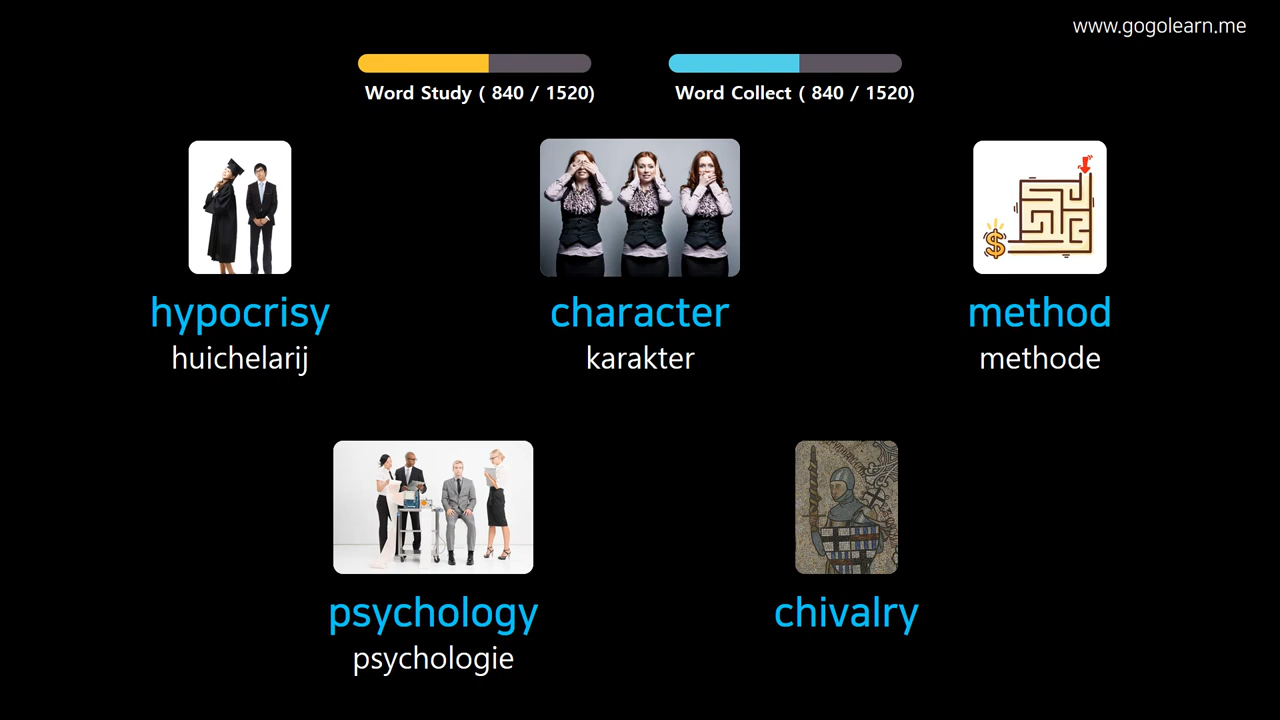 www.gogolearn.me
Word Study ( 840 / 1520)
Word Collect ( 840 / 1520)
hypocrisy
huichelarij
character
karakter
method
methode
psychology
psychologie
chivalry